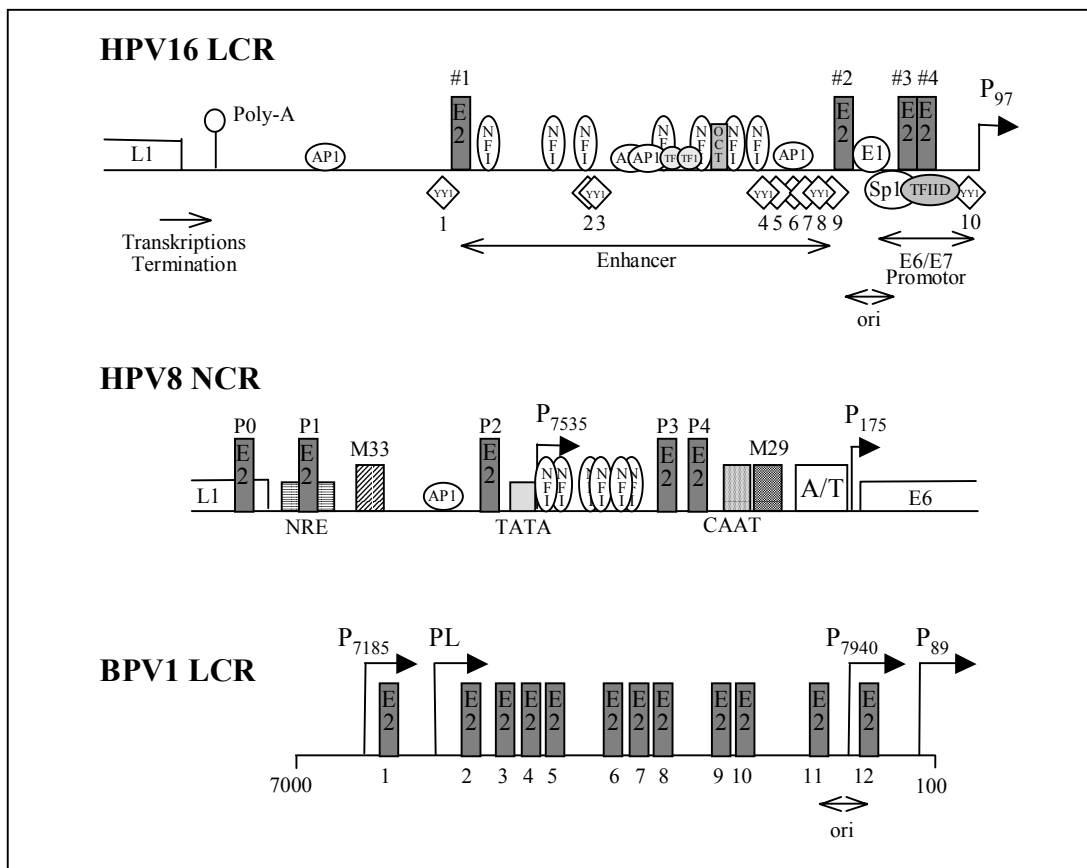 HPV16 LCR
#1 #2 #3 #4
P97
Poly-A
L1 AP1 E2 NFI NFI NFI A AP1 NFI TF TF1 NFI OCT NFI NFI AP1 E2 E1 E2 E2
Sp1 TFIID
YY1 YY1 YY1 YY1
1 2 3 4 5 6 7 8 9 10
Transkriptions
Termination
Enhancer
E6/E7
Promotor
ori
HPV8 NCR
P0 P1 M33 P2 P7535 P3 P4 M29 P175
L1 E2 E2 AP1 E2 NFI NFI NFI NFI NFI NFI E2 E2 A/T E6
NRE TATA CAAT
BPV1 LCR
P7185 PL P7940 P89
E2 E2 E2 E2 E2 E2 E2 E2 E2 E2 E2 E2
7000 1 2 3 4 5 6 7 8 9 10 11 12 100
ori